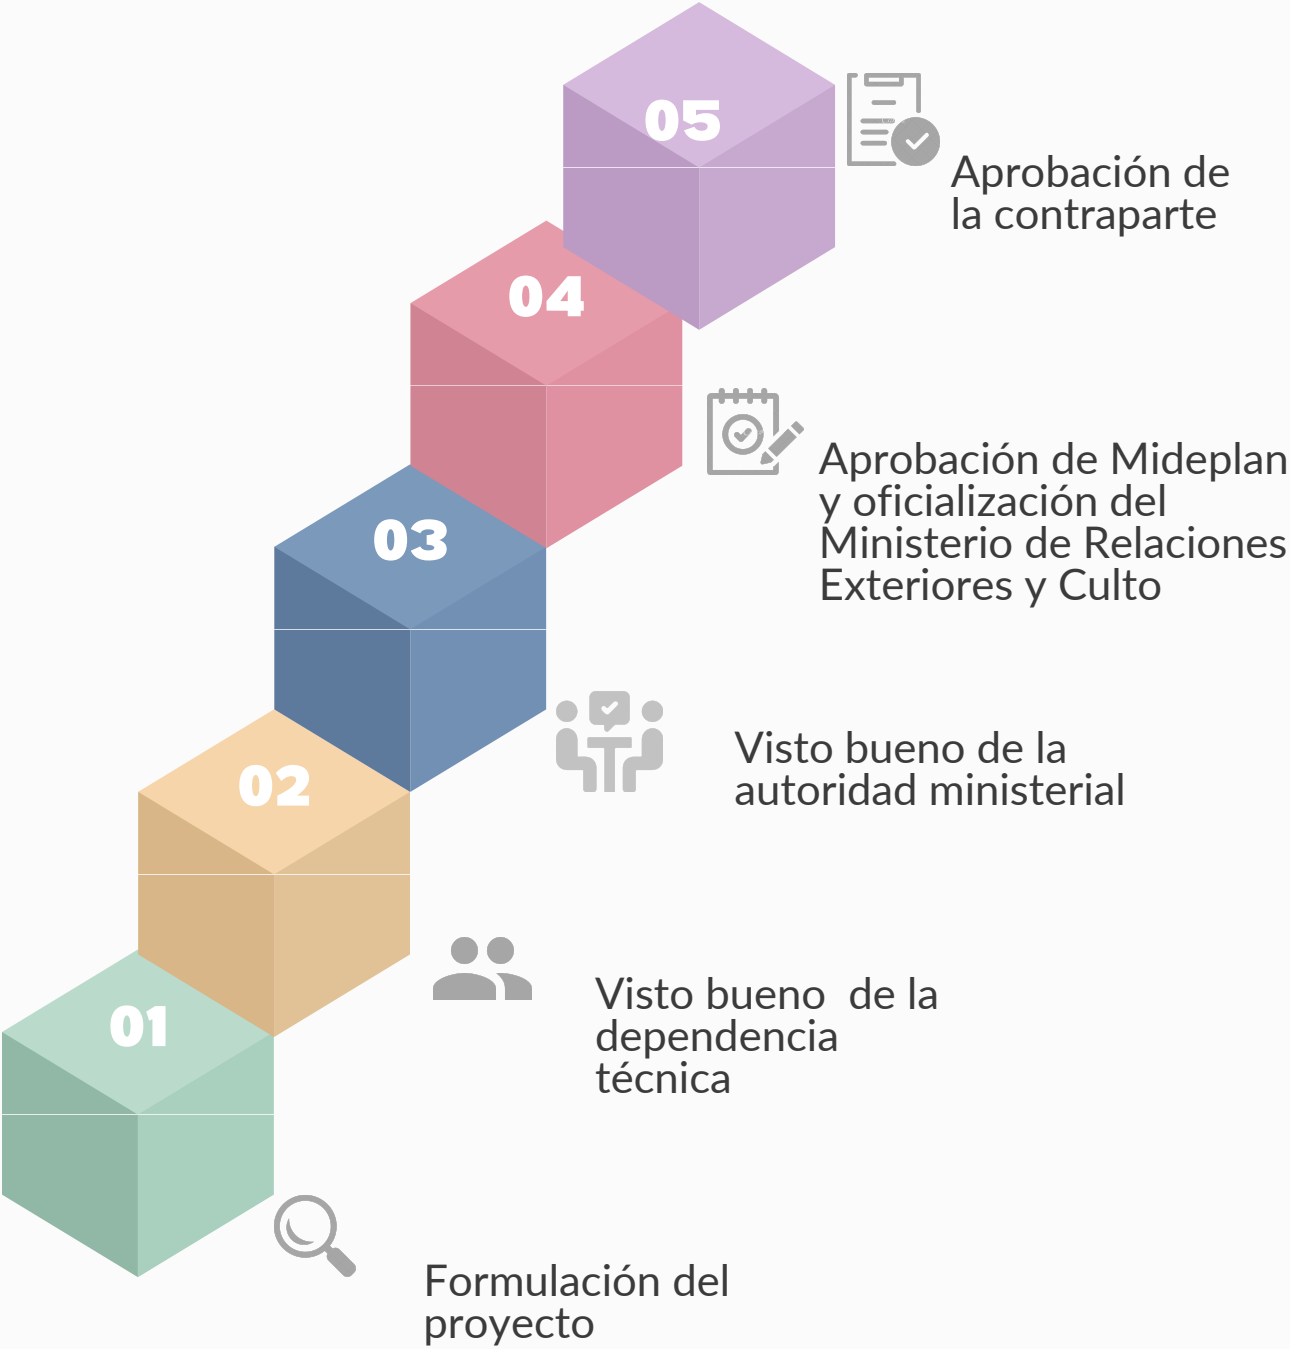 05
Aprobación de
la contraparte
04
Aprobación de Mideplan
y oficialización del
Ministerio de Relaciones
Exteriores y Culto
03
Visto bueno de la
autoridad ministerial
02
Visto bueno  de la
dependencia
técnica
01
Formulación del
proyecto